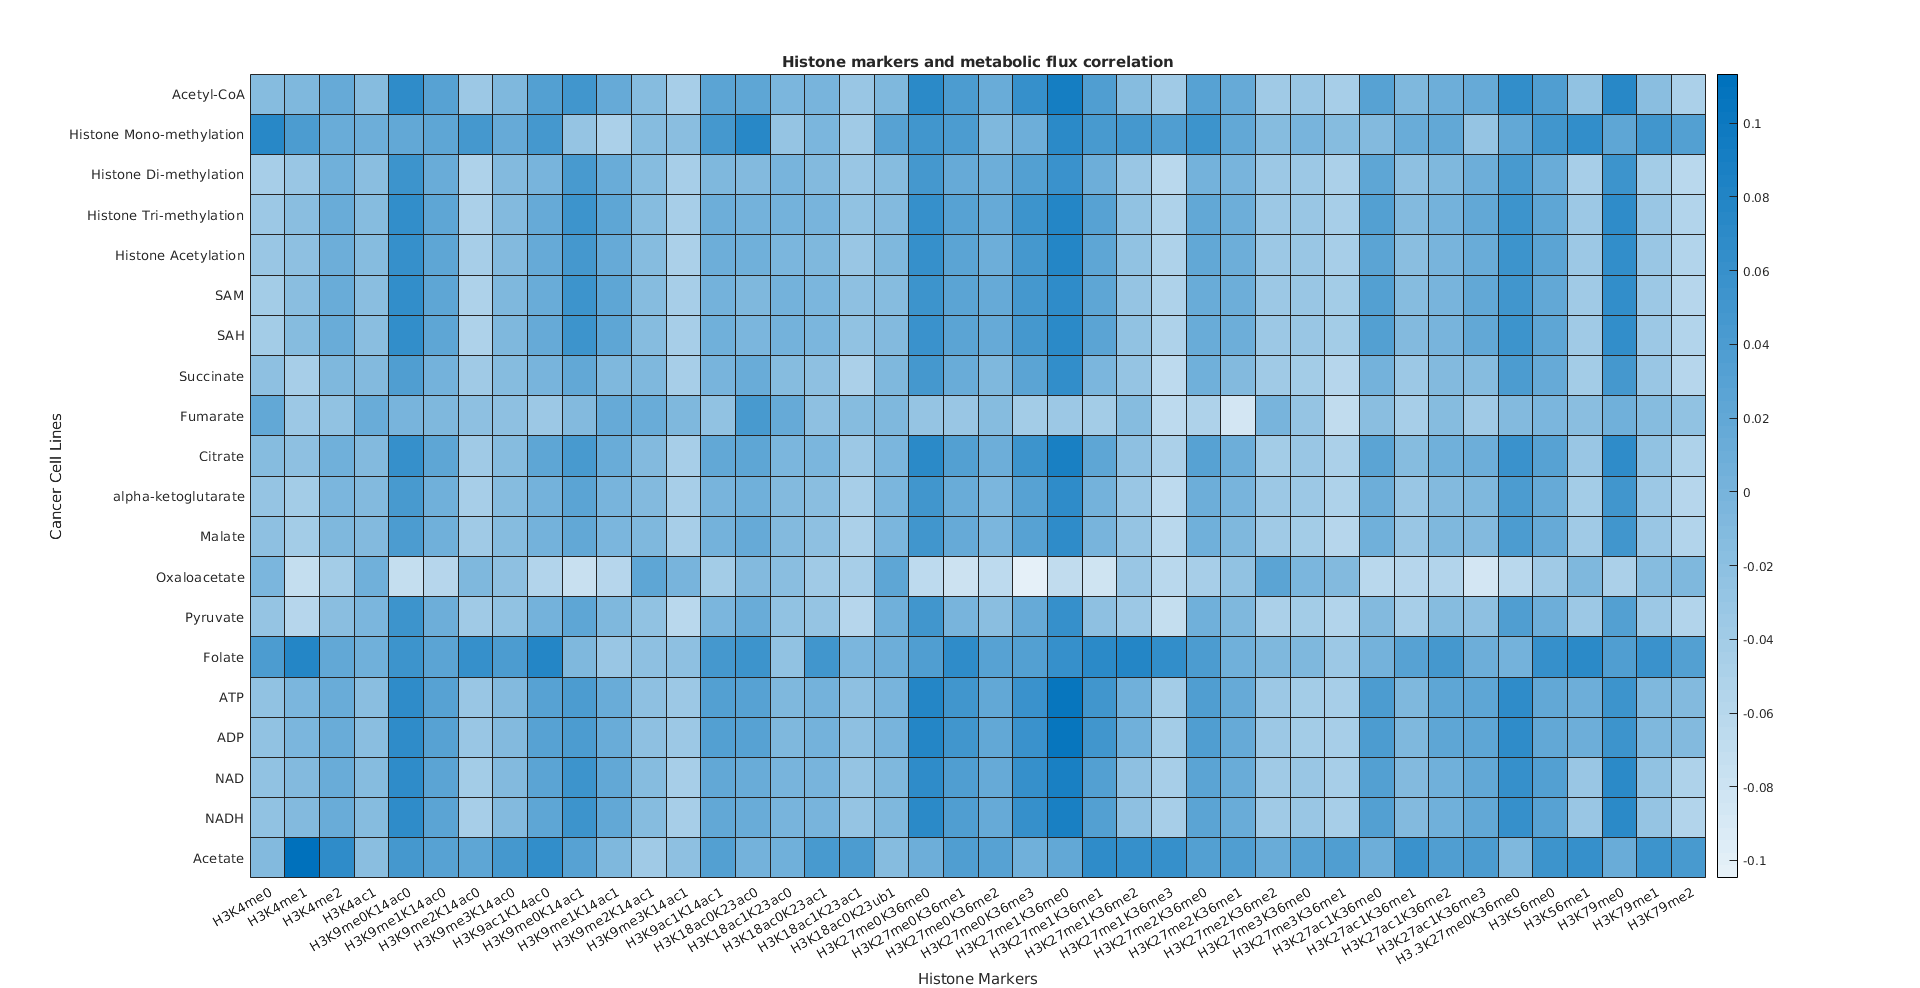 Histone markers and metabolic flux correlation
Cancer Cell Lines
Acetyl-CoA
Histone Mono-methylation
Histone Di-methylation
Histone Tri-methylation
Histone Acetylation
SAM
SAH
Succinate
Fumarate
Citrate
alpha-ketoglutarate
Malate
Oxaloacetate
Pyruvate
Folate
ATP
ADP
NAD
NADH
Acetate
0.1
0.08
0.06
0.04
0.02
0
-0.02
-0.04
-0.06
-0.08
-0.1
H3K4me0
H3K4me1
H3K4me2
H3K4ac1
H3K9me0K14ac0
H3K9me1K14ac0
H3K9me2K14ac0
H3K9me3K14ac0
H3K9ac1K14ac0
H3K9me0K14ac1
H3K9me1K14ac1
H3K9me2K14ac1
H3K9me3K14ac1
H3K9ac1K14ac1
H3K18ac0K23ac0
H3K18ac1K23ac0
H3K18ac0K23ac1
H3K18ac1K23ac1
H3K18ac0K23ub1
H3K27me0K36me0
H3K27me0K36me1
H3K27me0K36me2
H3K27me0K36me3
H3K27me1K36me0
H3K27me1K36me1
H3K27me1K36me2
H3K27me1K36me3
H3K27me2K36me0
H3K27me2K36me1
H3K27me2K36me2
H3K27me3K36me0
H3K27me3K36me1
H3K27ac1K36me0
H3K27ac1K36me1
H3K27ac1K36me2
H3K27ac1K36me3
H3.3K27me0K36me0
H3K56me0
H3K56me1
H3K79me0
H3K79me1
H3K79me2
Histone Markers